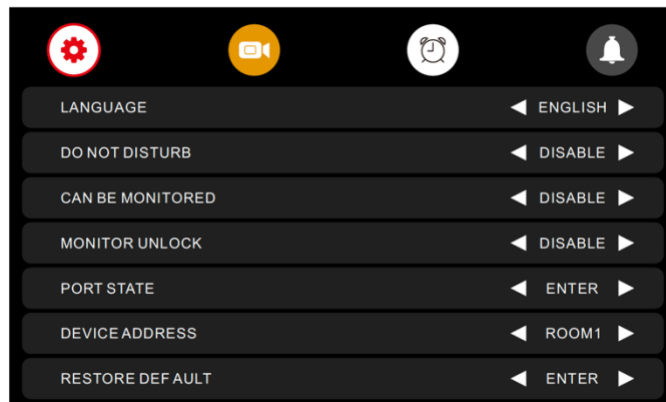 LANGUAGE ENGLISH
DO NOT DISTURB DISABLE
CAN BE MONITORED DISABLE
MONITOR UNLOCK DISABLE
PORT STATE ENTER
DEVICE ADDRESS ROOM1
RESTORE DEF AULT ENTER